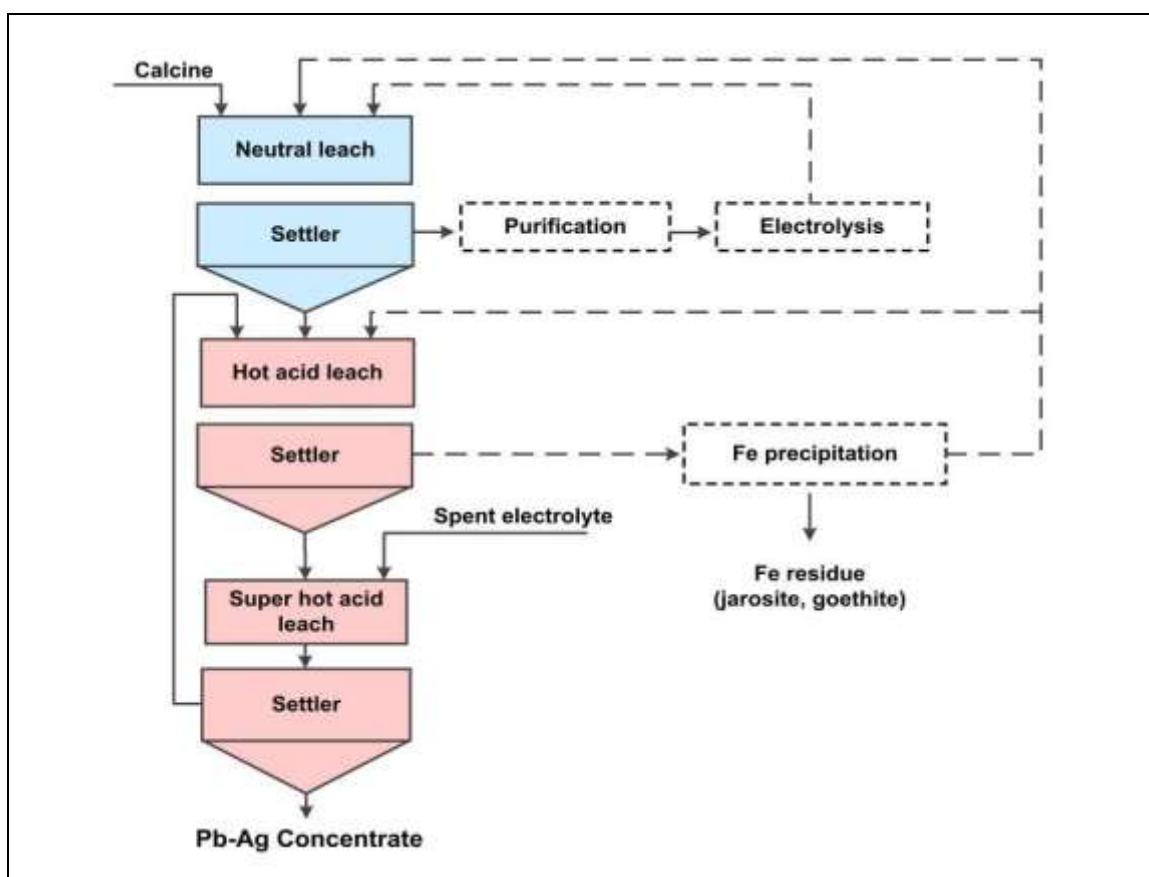 Calcine
Neutral leach
Settler
Purification
Electrolysis
Hot acid leach
Settler
Fe precipitation
Spent electrolyte
Fe residue
(jarosite, goethite)
Super hot acid
leach
Settler
Pb-Ag Concentrate